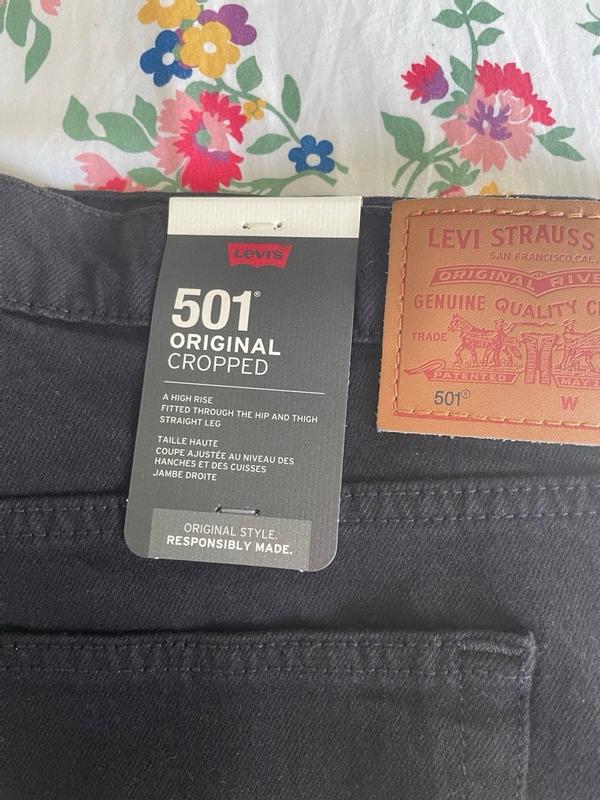 Levi's
501®
ORIGINAL
CROPPED
A HIGH RISE
FITTED THROUGH THE HIP AND THIGH
STRAIGHT LEG
TAILLE HAUTE
COUPE AJUSTÉE AU NIVEAU DES
HANCHES ET DES CUISSES
JAMBE DROITE
ORIGINAL STYLE.
RESPONSIBLY MADE.
LEVI STRAUSS
SAN FRANCISCO, CAL.
ORIGINAL RIVE
GENUINE QUALITY C
TRADE
PATENTED MAY 2
501® W